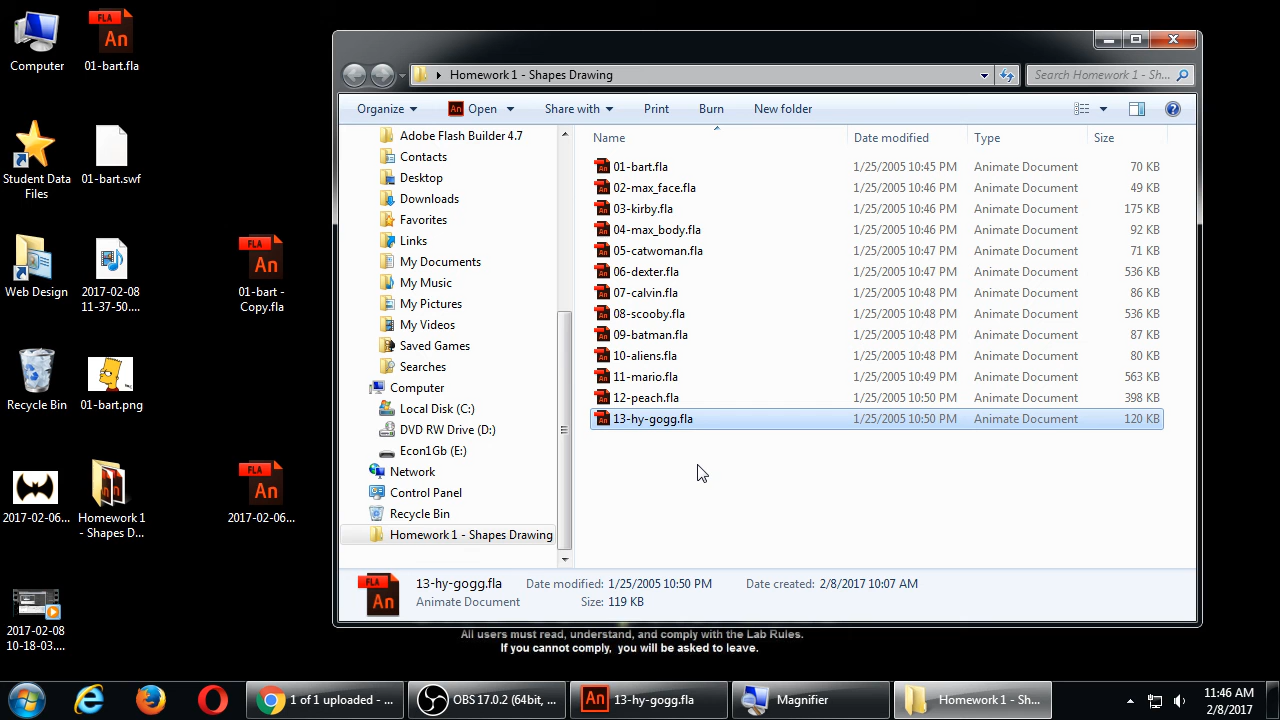 Computer
FLA
An
01-bart.fla
Student Data
Files
01-bart.swf
Web Design
2017-02-08
11-37-50....
FLA
An
01-bart -
Copy.fla
Recycle Bin
01-bart.png
2017-02-06...
Homework 1
- Shapes D...
FLA
An
2017-02-06...
2017-02-08
10-18-03....
Homework 1 - Shapes Drawing
Search Homework 1 - Sh...
Organize
An Open
Share with
Print
Burn
New folder
Adobe Flash Builder 4.7
Contacts
Desktop
Downloads
Favorites
Links
My Documents
My Music
My Pictures
My Videos
Saved Games
Searches
Computer
Local Disk (C:)
DVD RW Drive (D:)
Econ1Gb (E:)
Network
Control Panel
Recycle Bin
Homework 1 - Shapes Drawing
Name Date modified Type Size
01-bart.fla 1/25/2005 10:45 PM Animate Document 70 KB
02-max_face.fla 1/25/2005 10:46 PM Animate Document 49 KB
03-kirby.fla 1/25/2005 10:46 PM Animate Document 175 KB
04-max_body.fla 1/25/2005 10:46 PM Animate Document 92 KB
05-catwoman.fla 1/25/2005 10:47 PM Animate Document 71 KB
06-dexter.fla 1/25/2005 10:47 PM Animate Document 536 KB
07-calvin.fla 1/25/2005 10:48 PM Animate Document 86 KB
08-scooby.fla 1/25/2005 10:48 PM Animate Document 536 KB
09-batman.fla 1/25/2005 10:48 PM Animate Document 87 KB
10-aliens.fla 1/25/2005 10:48 PM Animate Document 80 KB
11-mario.fla 1/25/2005 10:49 PM Animate Document 563 KB
12-peach.fla 1/25/2005 10:50 PM Animate Document 398 KB
13-hy-gogg.fla 1/25/2005 10:50 PM Animate Document 120 KB
FLA
An
13-hy-gogg.fla Date modified: 1/25/2005 10:50 PM Date created: 2/8/2017 10:07 AM
Animate Document Size: 119 KB
All users must read, understand, and comply with the Lab Rules.
If you cannot comply, you will be asked to leave.
1 of 1 uploaded - ...
OBS 17.0.2 (64bit, ...
An 13-hy-gogg.fla
Magnifier
Homework 1 - Sh...
11:46 AM
2/8/2017